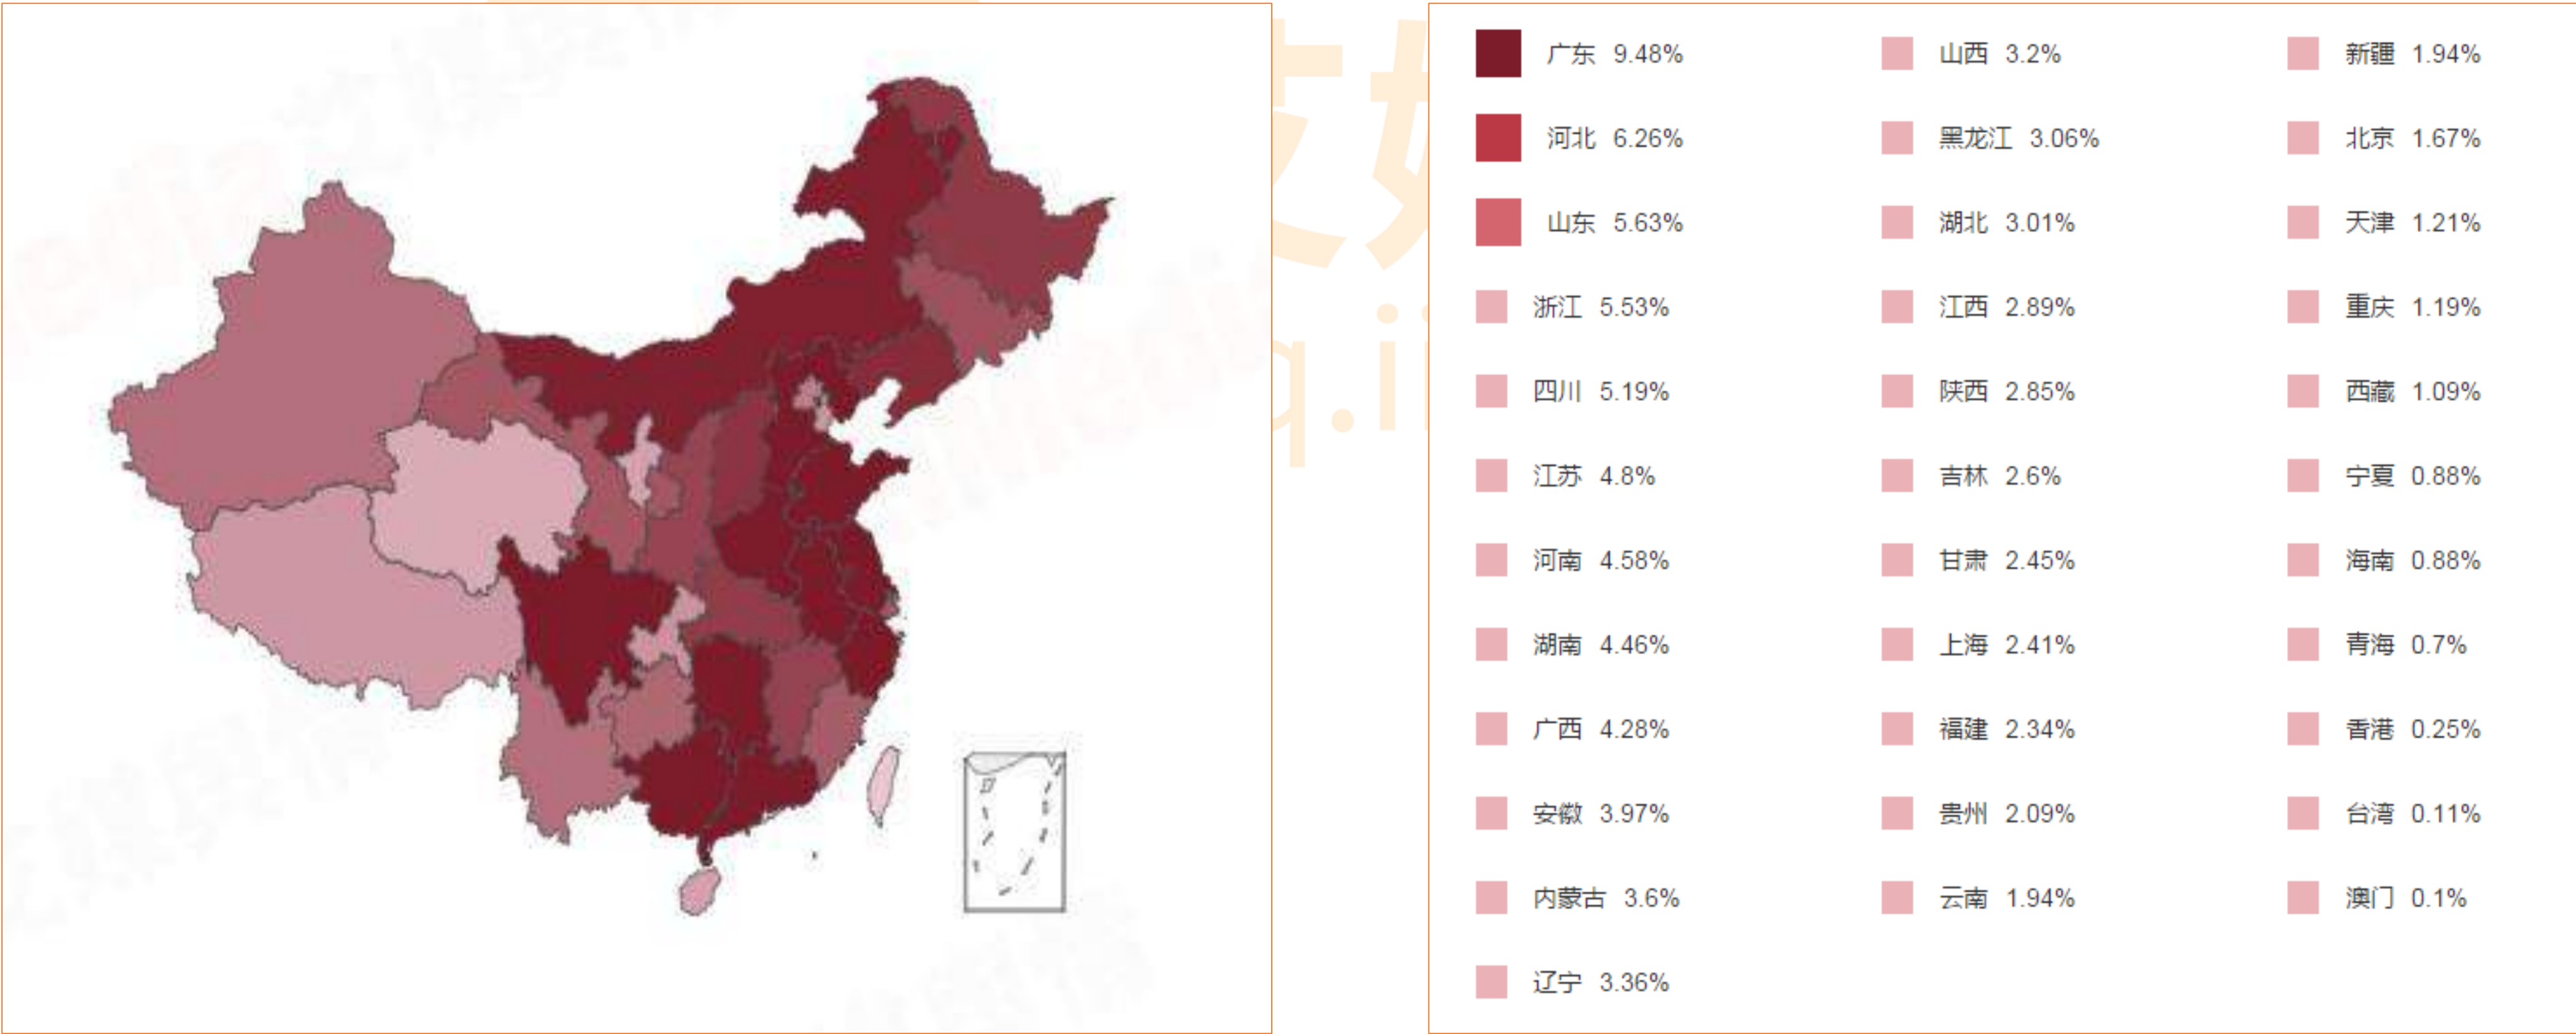 广东 9.48%
河北 6.26%
山东 5.63%
浙江 5.53%
四川 5.19%
江苏 4.8%
河南 4.58%
湖南 4.46%
广西 4.28%
安徽 3.97%
内蒙古 3.6%
辽宁 3.36%
山西 3.2%
黑龙江 3.06%
湖北 3.01%
江西 2.89%
陕西 2.85%
吉林 2.6%
甘肃 2.45%
上海 2.41%
福建 2.34%
贵州 2.09%
云南 1.94%
新疆 1.94%
北京 1.67%
天津 1.21%
重庆 1.19%
西藏 1.09%
宁夏 0.88%
海南 0.88%
青海 0.7%
香港 0.25%
台湾 0.11%
澳门 0.1%